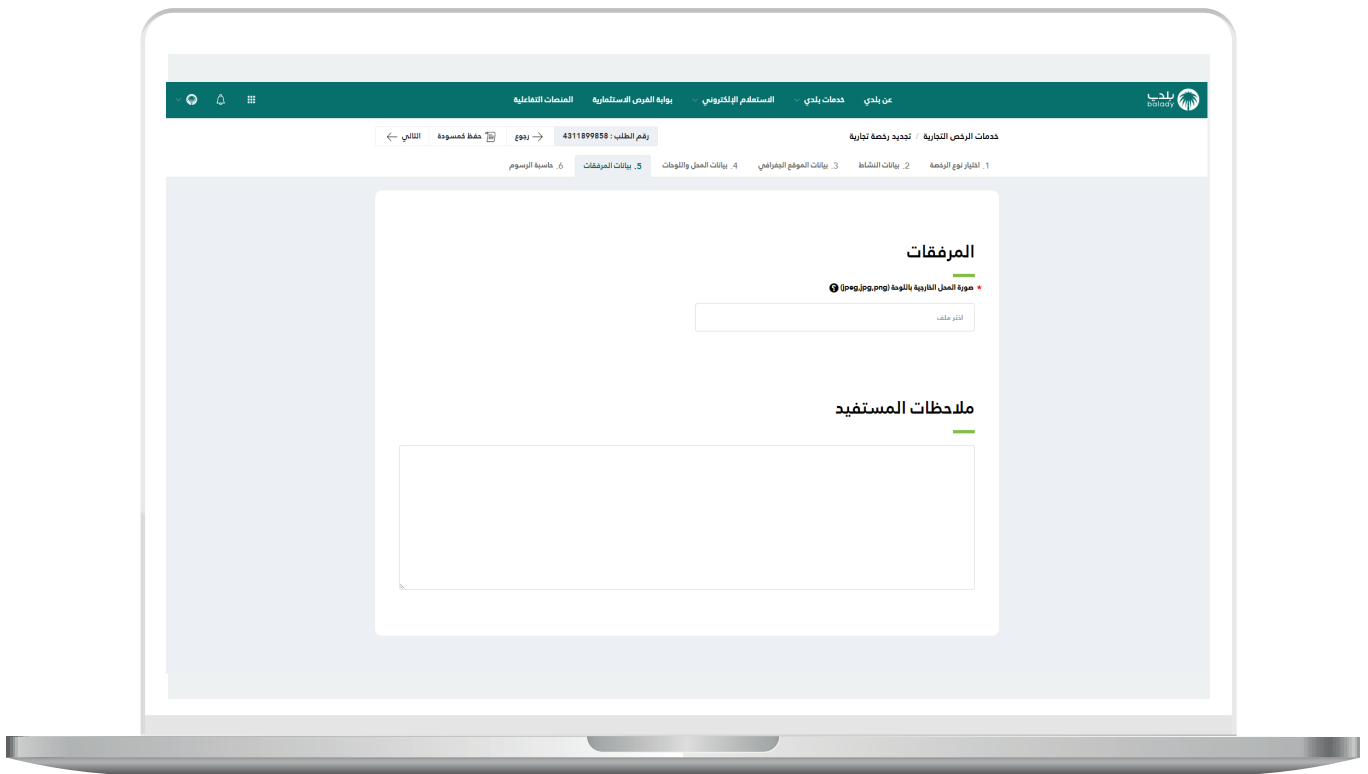 بلدي
balady
عن بلدي
خدمات بلدي
الاستعلام الإلكتروني
بوابة الفرص الاستثمارية
المنصات التفاعلية
خدمات الرخص التجارية / تجديد رخصة تجارية
رقم الطلب : 4311899858
رجوع
حفظ كمسودة
التالي
1. اختيار نوع الرخصة
2. بيانات النشاط
3. بيانات الموقع الجغرافي
4. بيانات المحل واللوحات
5. بيانات المرفقات
6. حاسبة الرسوم
المرفقات
* صورة المحل الخارجية باللوحة (jpeg,jpg,png)
اختر ملف
ملاحظات المستفيد